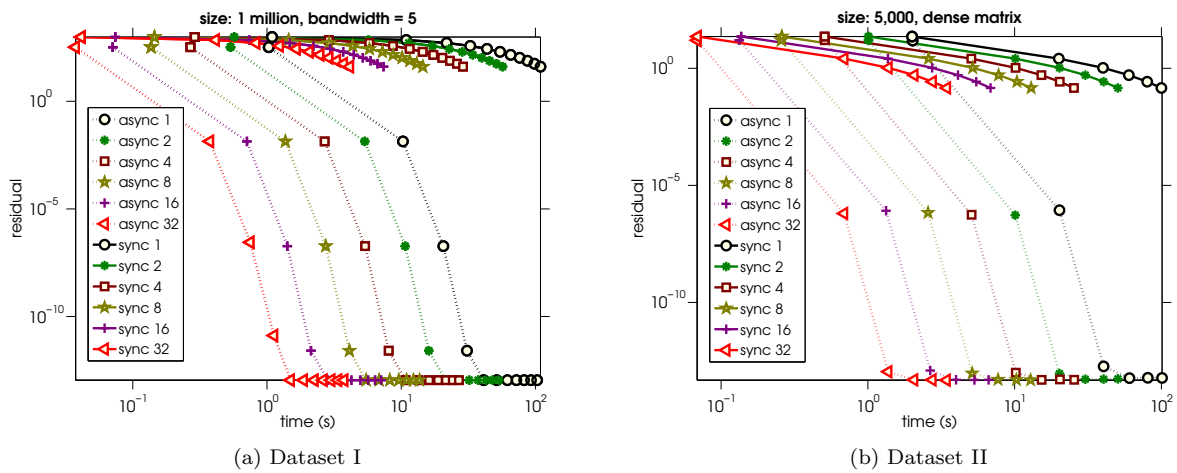 size: 1 million, bandwidth = 5
residual
10^0
10^−5
10^−10
async 1
async 2
async 4
async 8
async 16
async 32
sync 1
sync 2
sync 4
sync 8
sync 16
sync 32
10^−1
10^0
10^1
10^2
time (s)
(a) Dataset I
size: 5,000, dense matrix
residual
10^0
10^−5
10^−10
async 1
async 2
async 4
async 8
async 16
async 32
sync 1
sync 2
sync 4
sync 8
sync 16
sync 32
10^−1
10^0
10^1
10^2
time (s)
(b) Dataset II